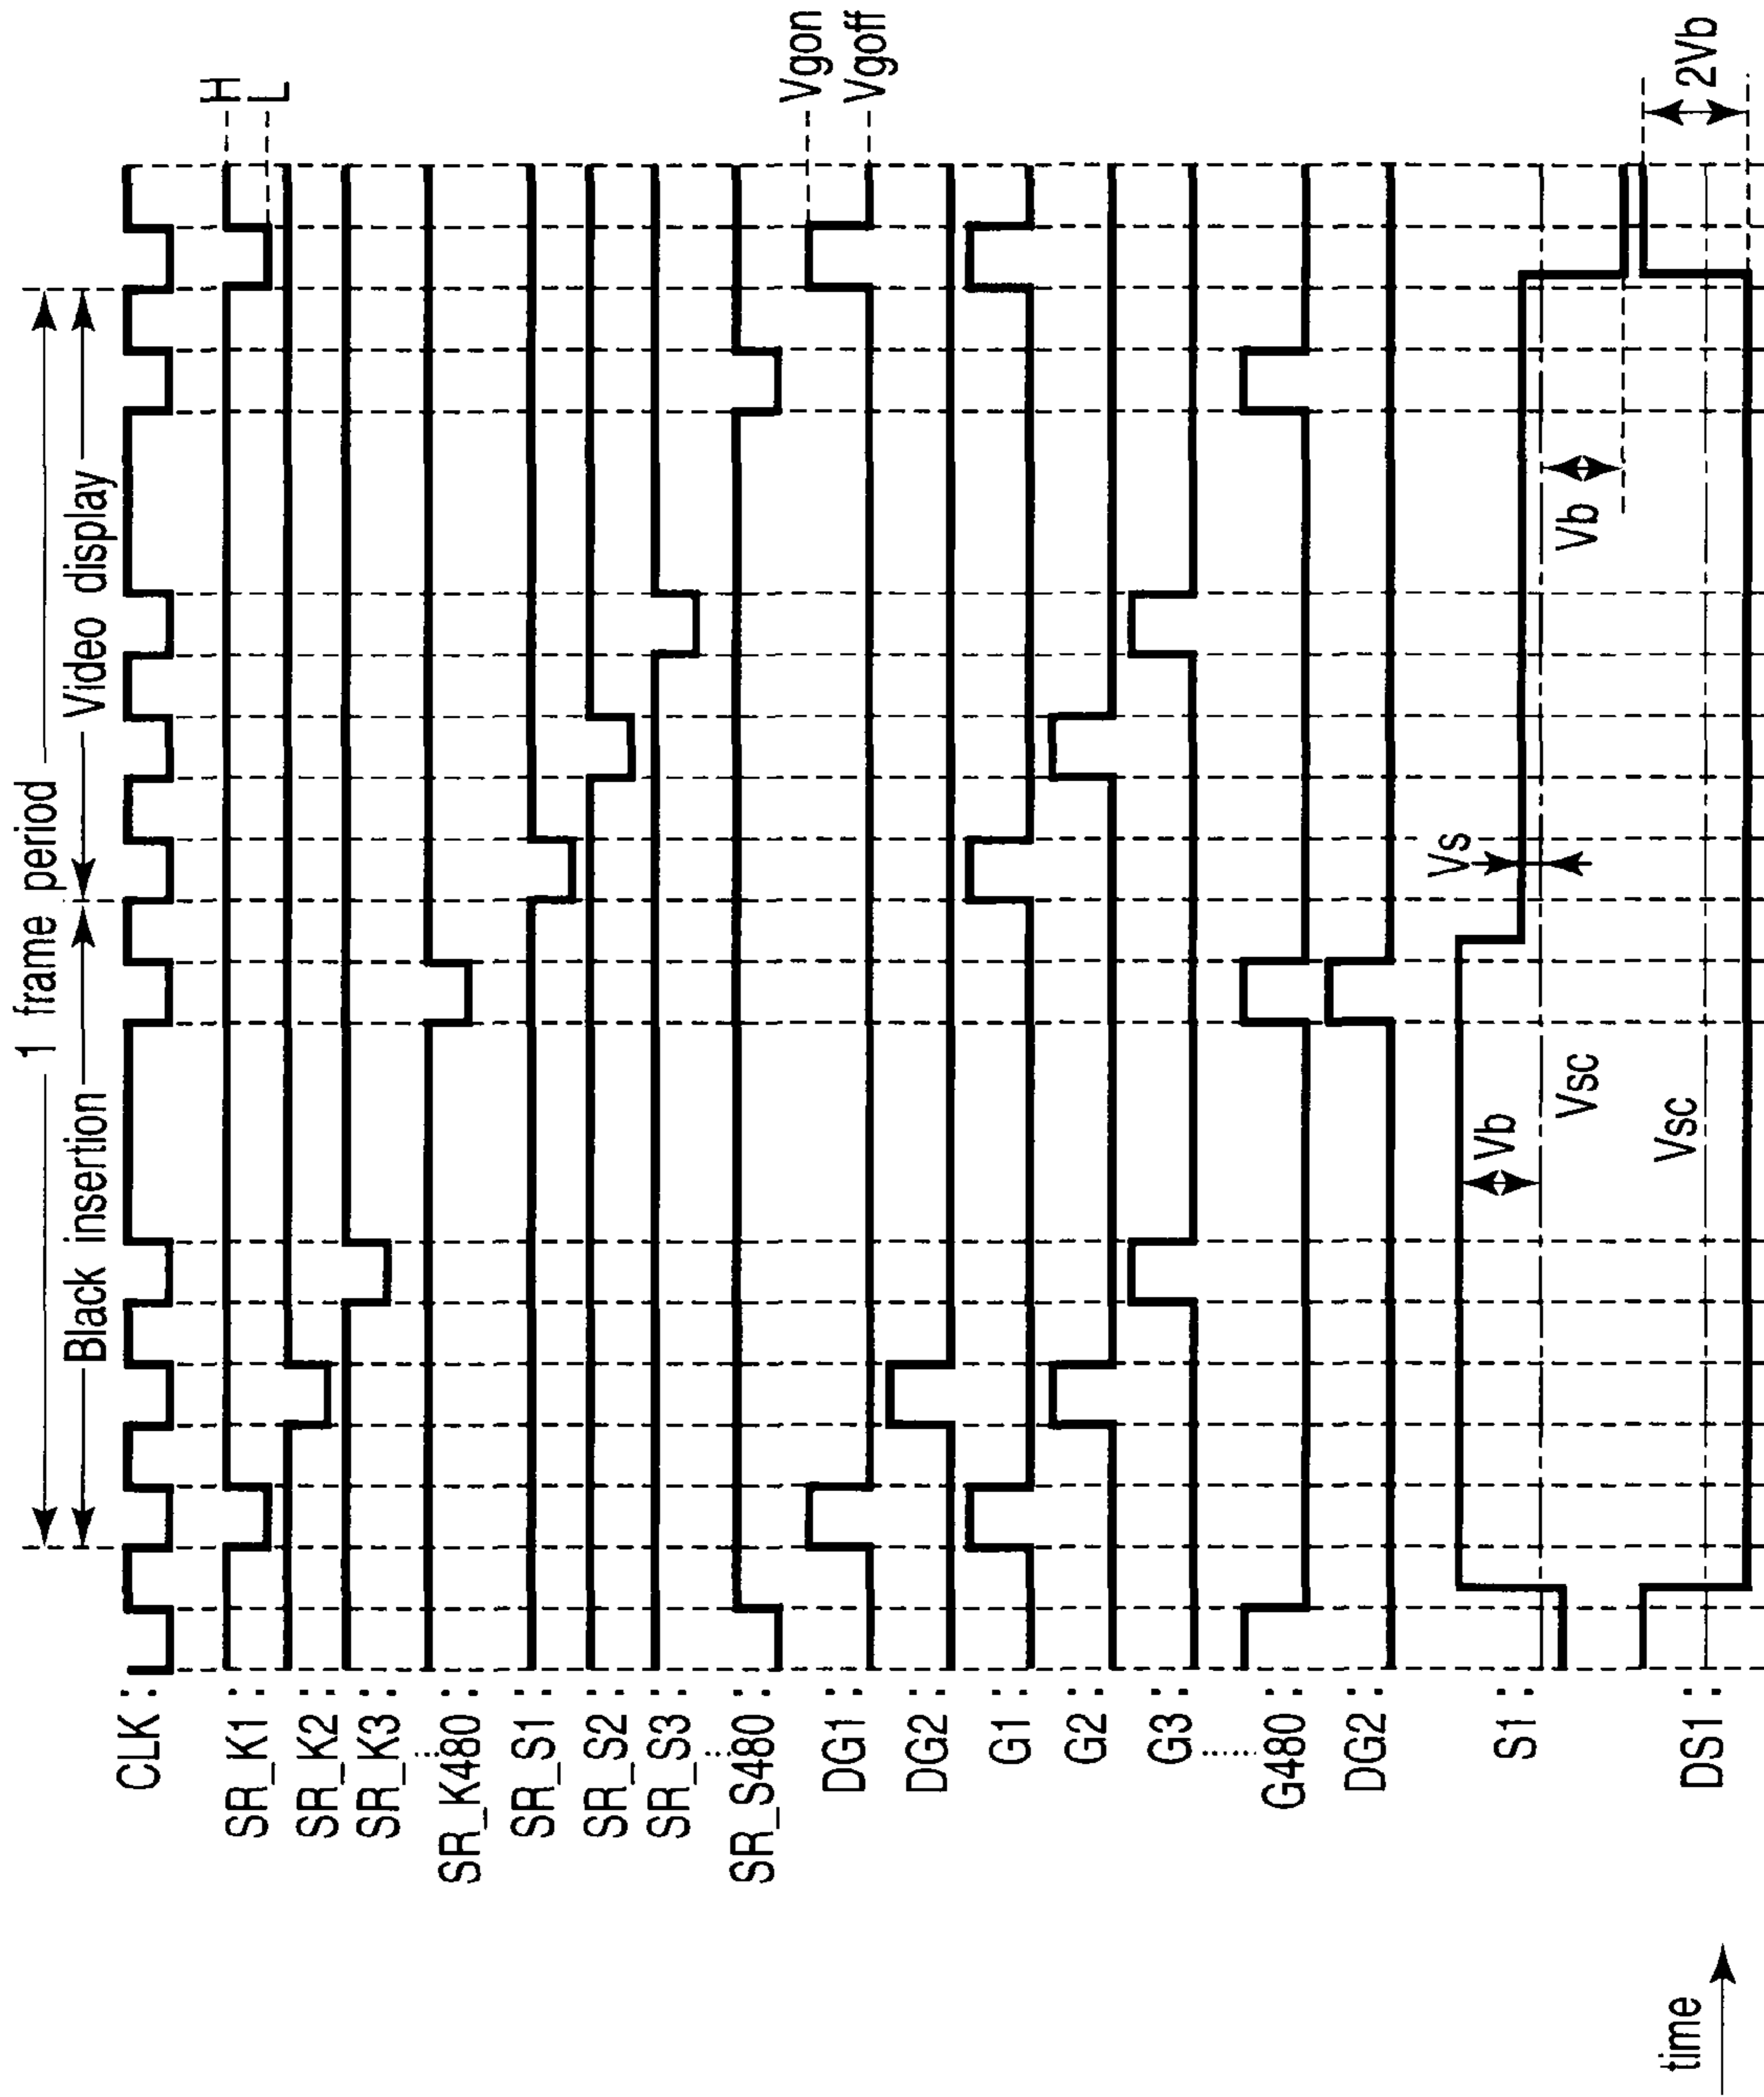 1 frame period
Black insertion
Video display
CLK:
H
L
SR_K1:
SR_K2:
SR_K3:
SR_K480:
SR_S1:
SR_S2:
SR_S3:
SR_S480:
Vgon
Vgoff
DG1:
DG2:
G1:
G2:
G3:
G480:
DG2:
S1:
Vb
Vsc
Vs
Vb
DS1:
Vsc
2Vb
time